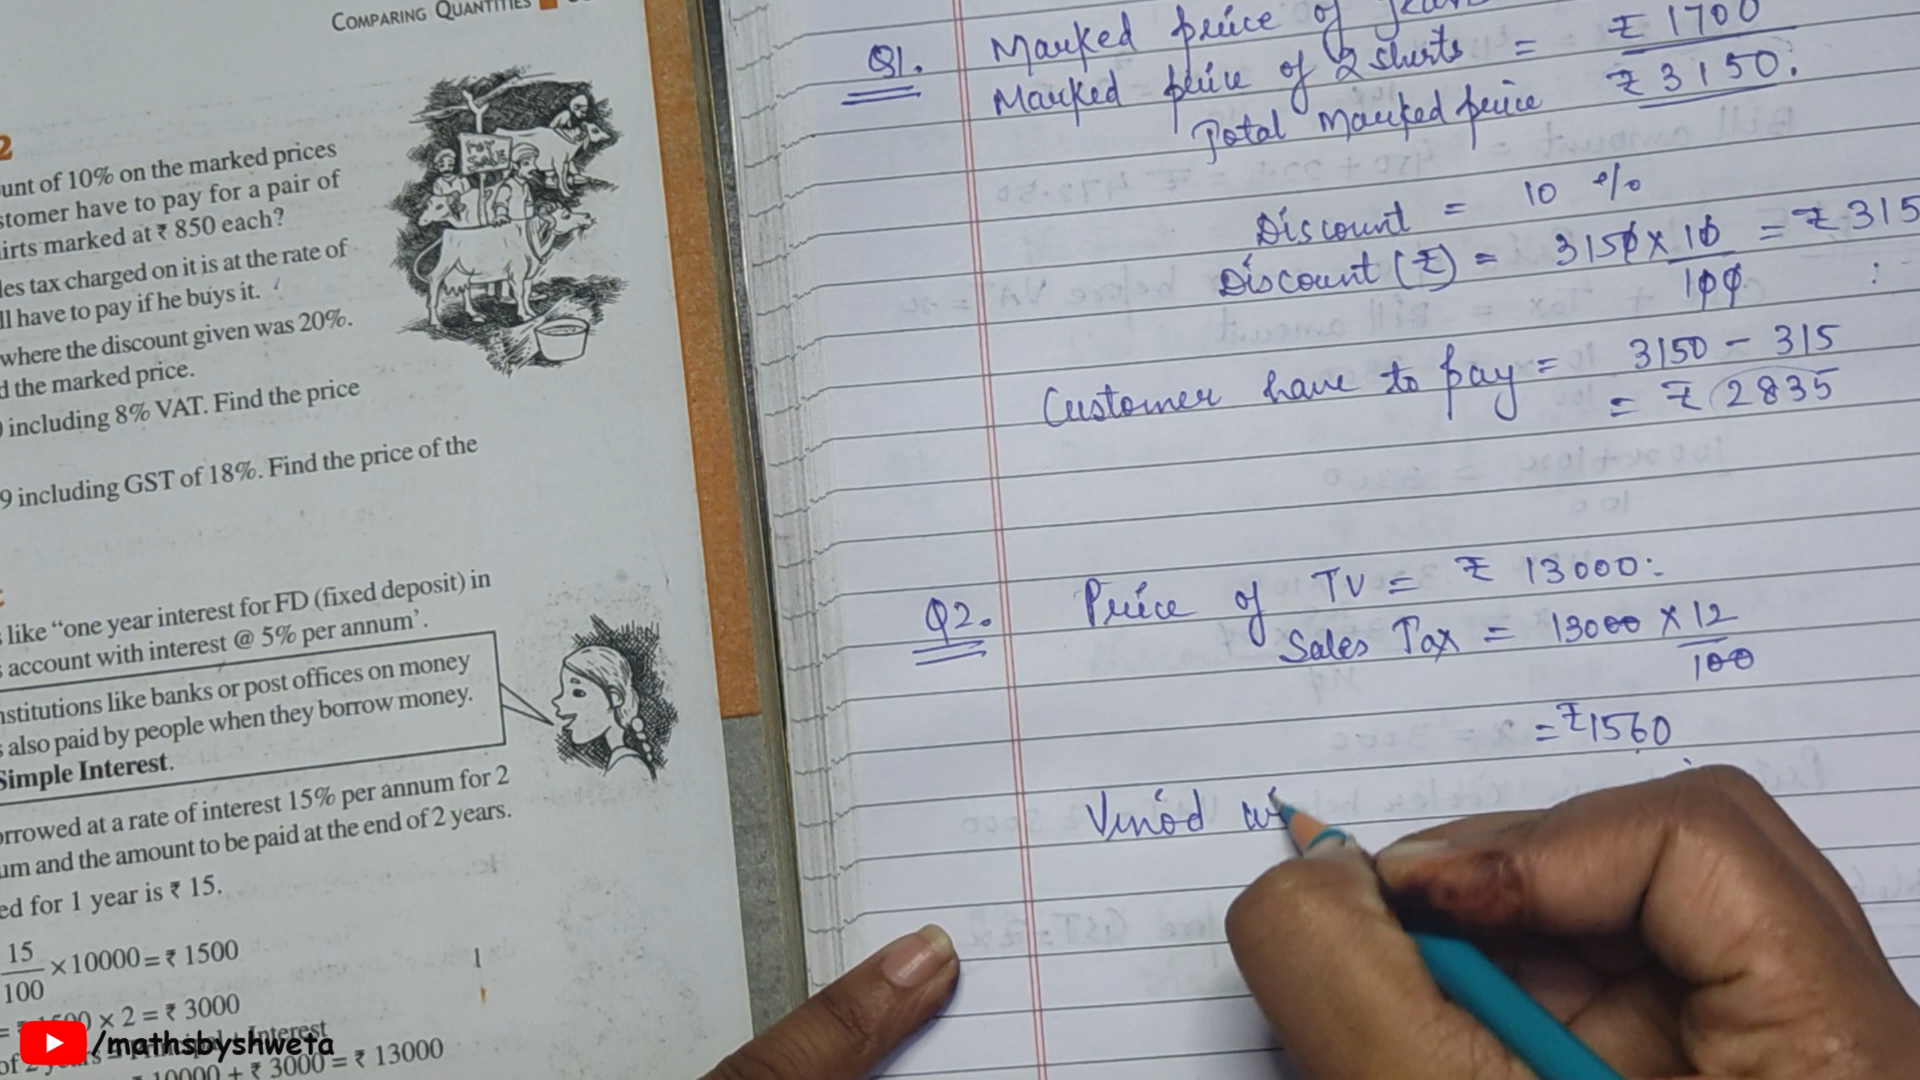 COMPARING QUANTITIES
2
unt of 10% on the marked prices
stomer have to pay for a pair of
irts marked at ₹ 850 each?
les tax charged on it is at the rate of
ll have to pay if he buys it.
where the discount given was 20%.
d the marked price.
including 8% VAT. Find the price
9 including GST of 18%. Find the price of the
FOR SALE
like “one year interest for FD (fixed deposit) in
account with interest @ 5% per annum’.
nstitutions like banks or post offices on money
also paid by people when they borrow money.
Simple Interest.
orrowed at a rate of interest 15% per annum for 2
um and the amount to be paid at the end of 2 years.
ed for 1 year is ₹ 15.
15/100 × 10000 = ₹ 1500
× 2 = ₹ 3000
Interest
10000 + ₹ 3000 = ₹ 13000
/mathsbyshweta
Q1. Marked price of
Marked price of 2 shirts = ₹ 1700
Total Marked price ₹ 3150.
Discount = 10 %
Discount (₹) = 3150 × 10/100 = ₹ 315
Customer have to pay = 3150 - 315
= ₹ 2835
Q2. Price of TV = ₹ 13000
Sales Tax = 13000 × 12/100
= ₹1560
Vinod wi